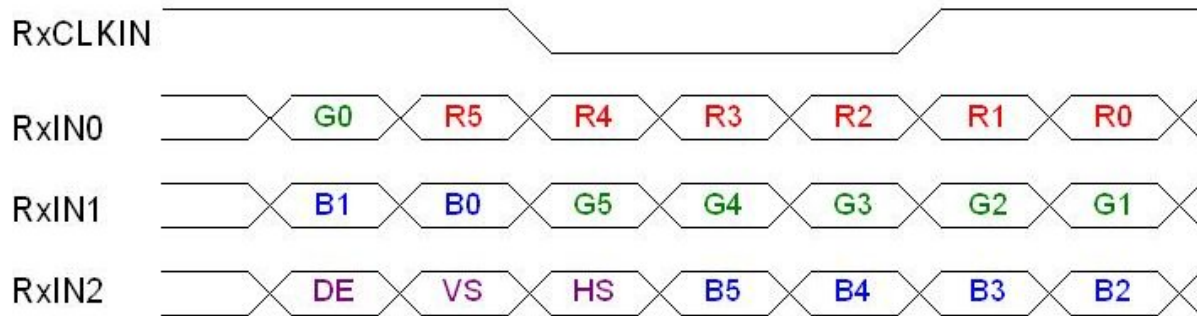 RxCLKIN
RxIN0 G0 R5 R4 R3 R2 R1 R0
RxIN1 B1 B0 G5 G4 G3 G2 G1
RxIN2 DE VS HS B5 B4 B3 B2